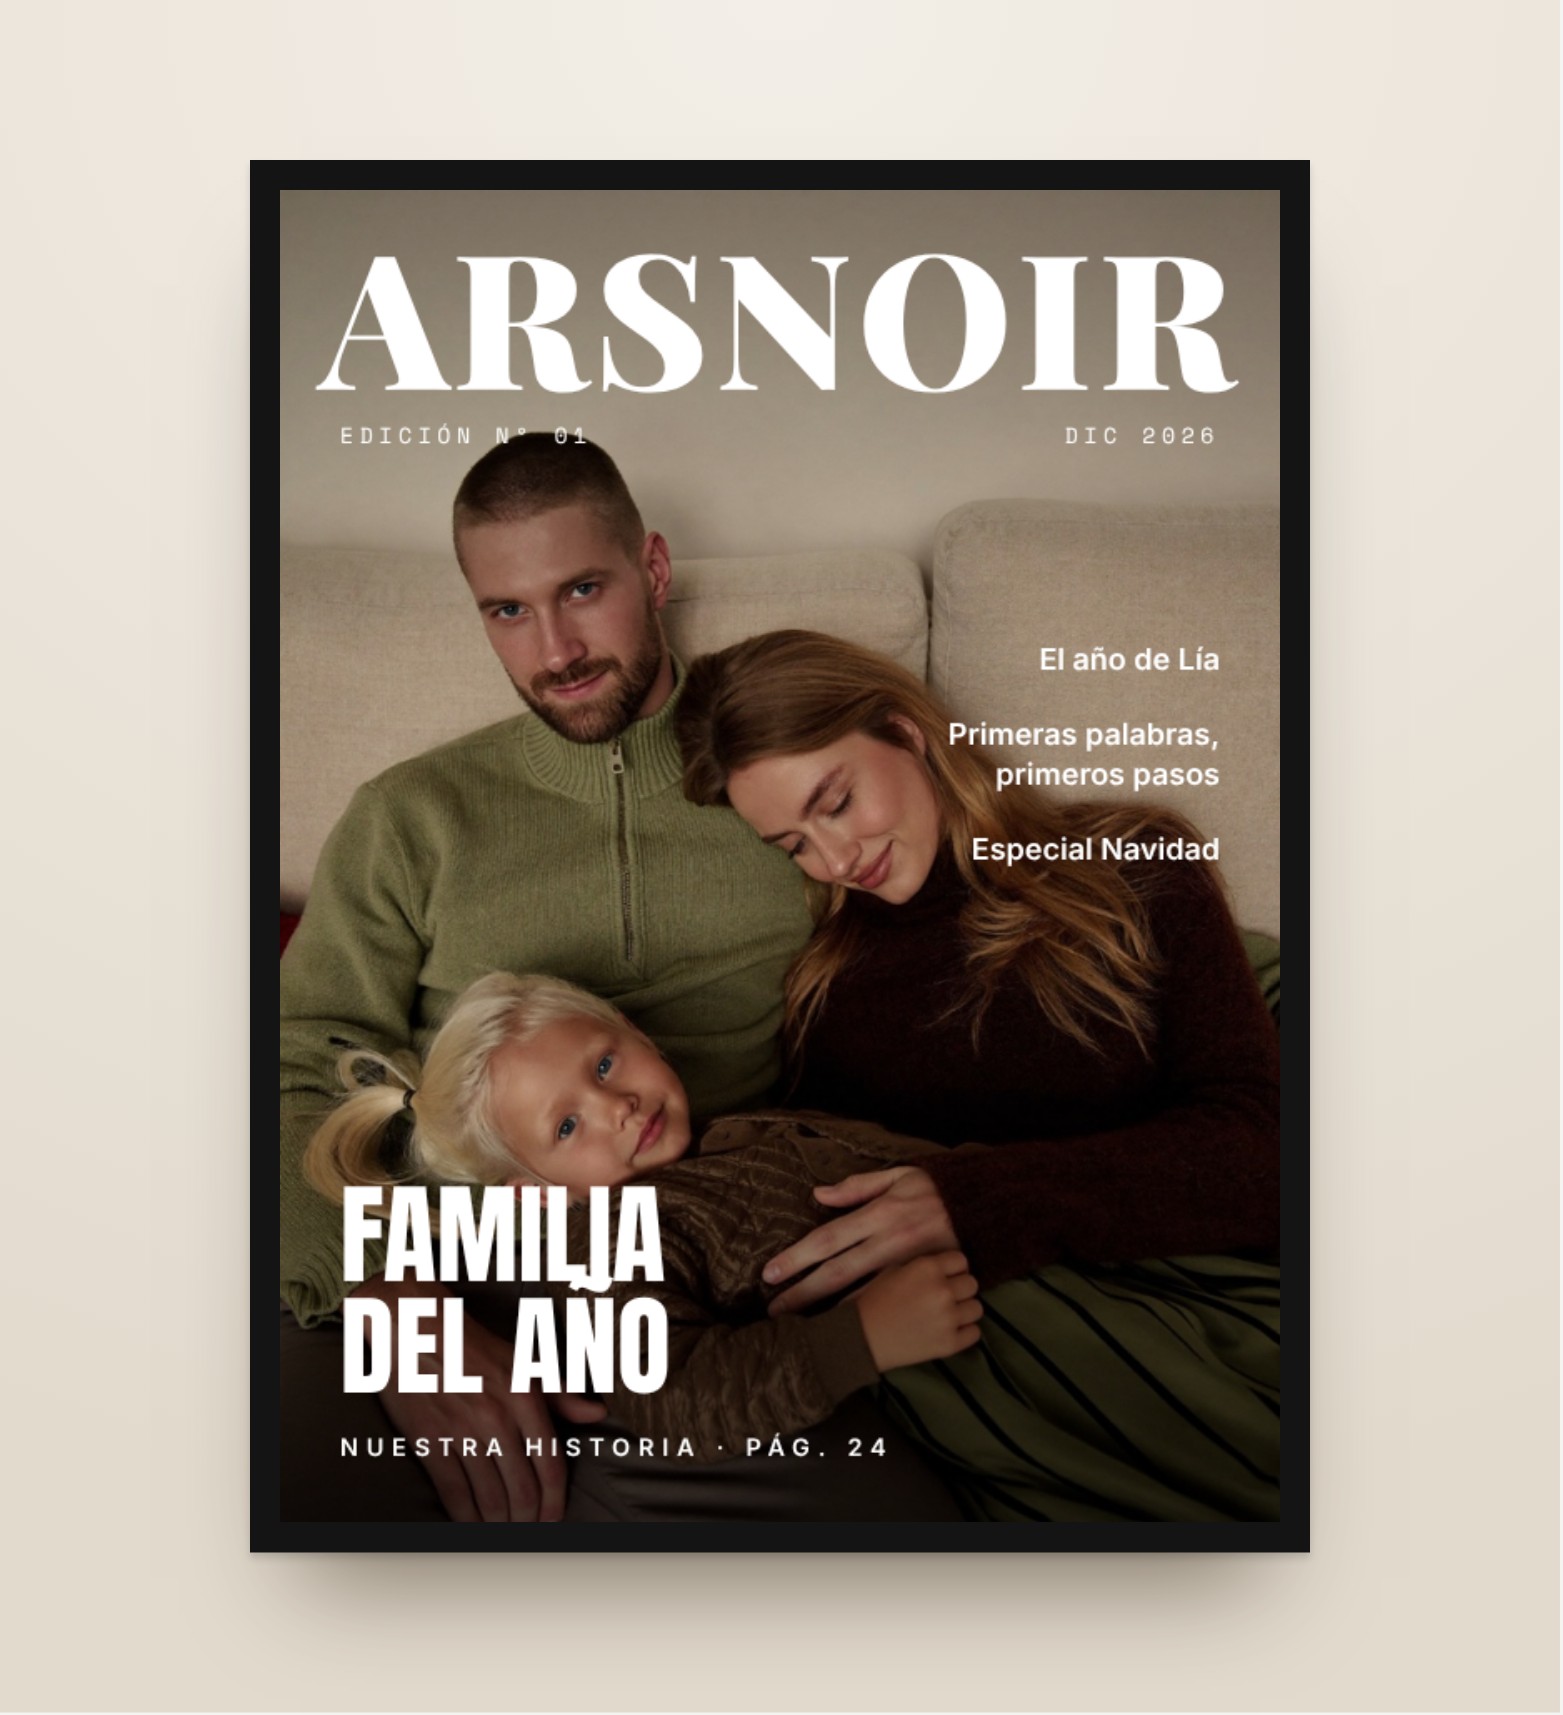 ARSNOIR
EDICIÓN Nº 01
DIC 2026
El año de Lía
Primeras palabras,
primeros pasos
Especial Navidad
FAMILIA
DEL AÑO
NUESTRA HISTORIA · PÁG. 24